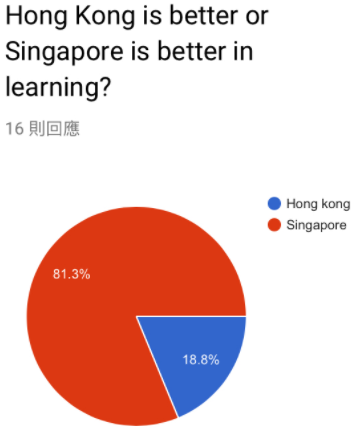 Hong Kong is better or
Singapore is better in
learning?
16 則回應
Hong kong
Singapore
81.3%
18.8%